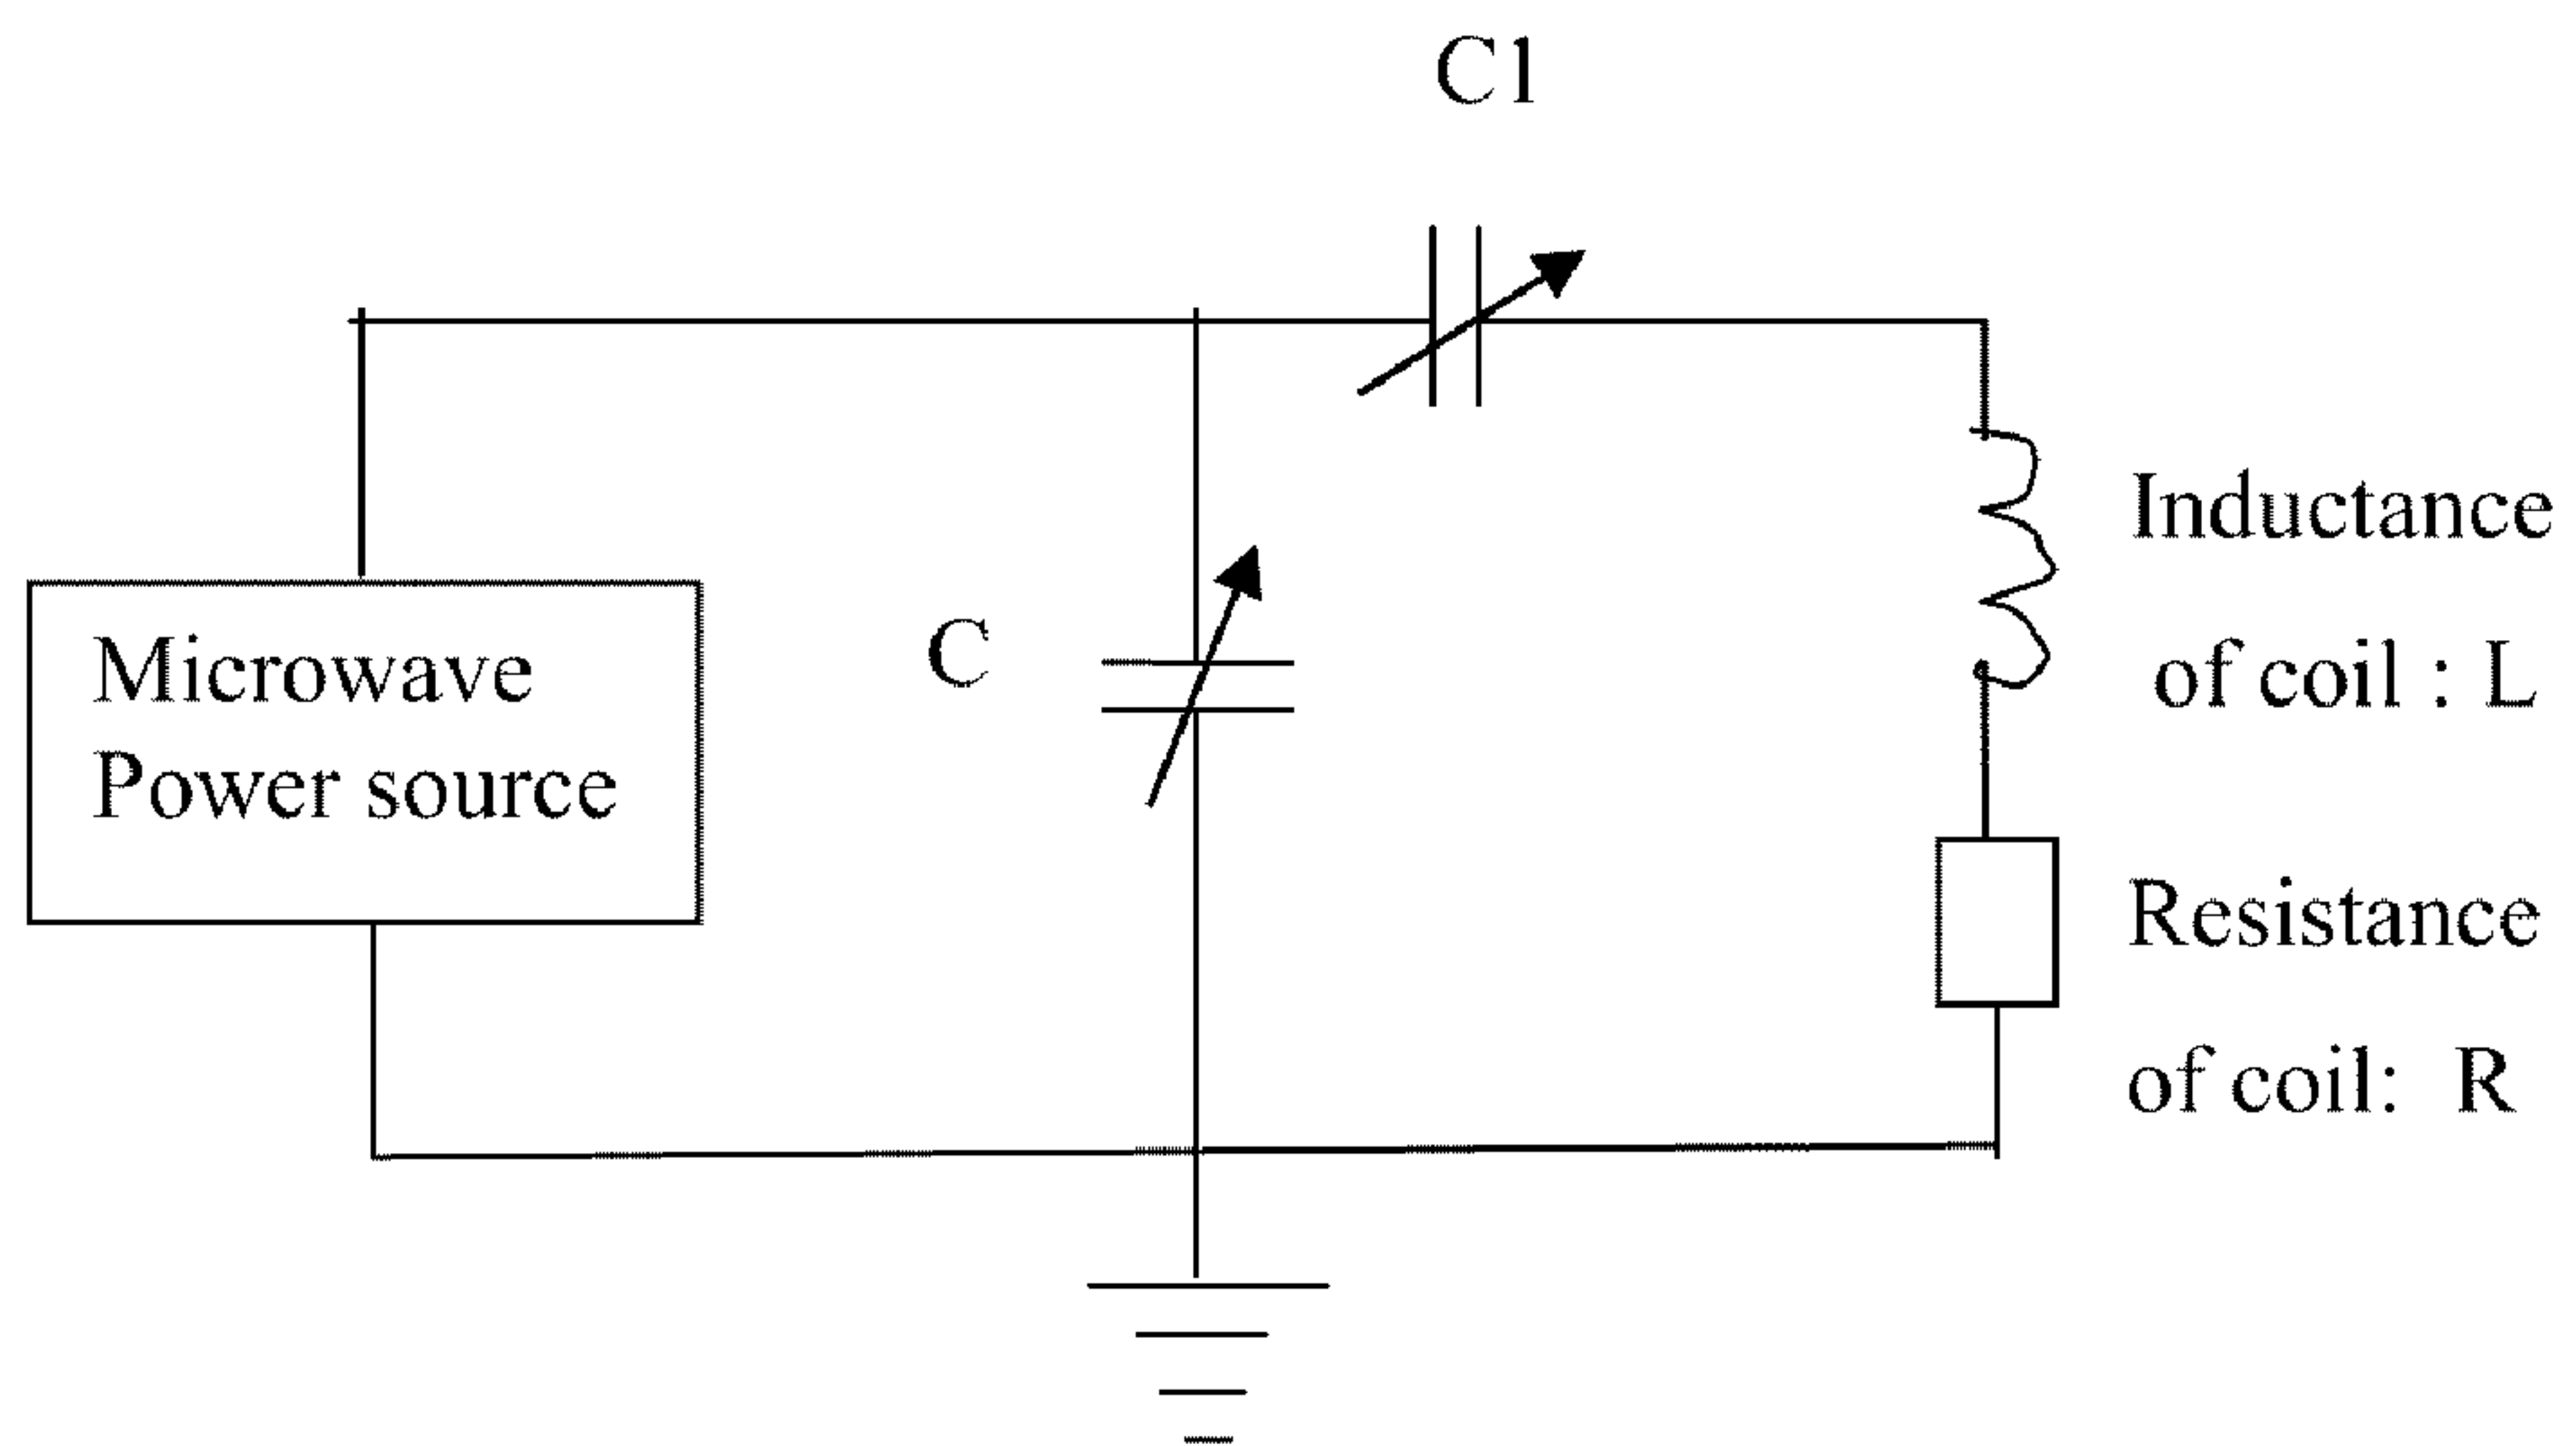 C1
Microwave
Power source
C
Inductance
of coil : L
Resistance
of coil: R